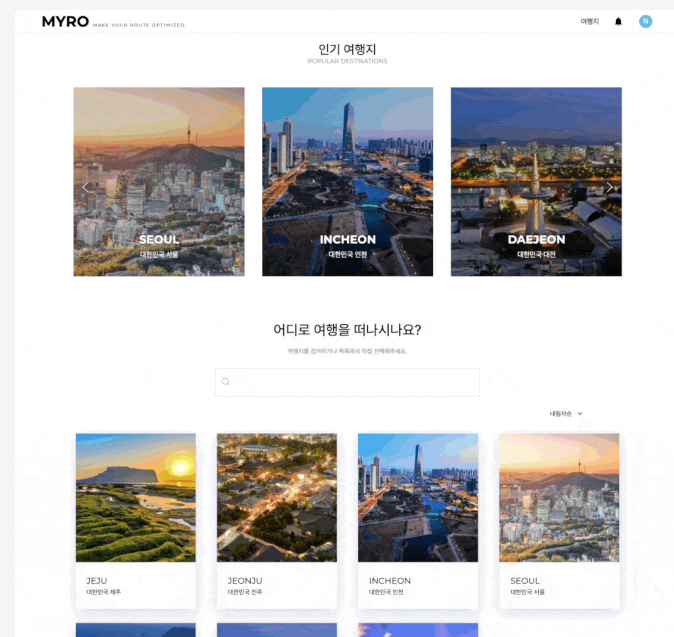 MYRO MAKE YOUR ROUTE OPTIMIZED
여행지
N
인기 여행지
POPULAR DESTINATIONS
SEOUL
대한민국 서울
INCHEON
대한민국 인천
DAEJEON
대한민국 대전
어디로 여행을 떠나시나요?
여행지를 검색하거나 목록에서 직접 선택해주세요.
내림차순
JEJU
대한민국 제주
JEONJU
대한민국 전주
INCHEON
대한민국 인천
SEOUL
대한민국 서울